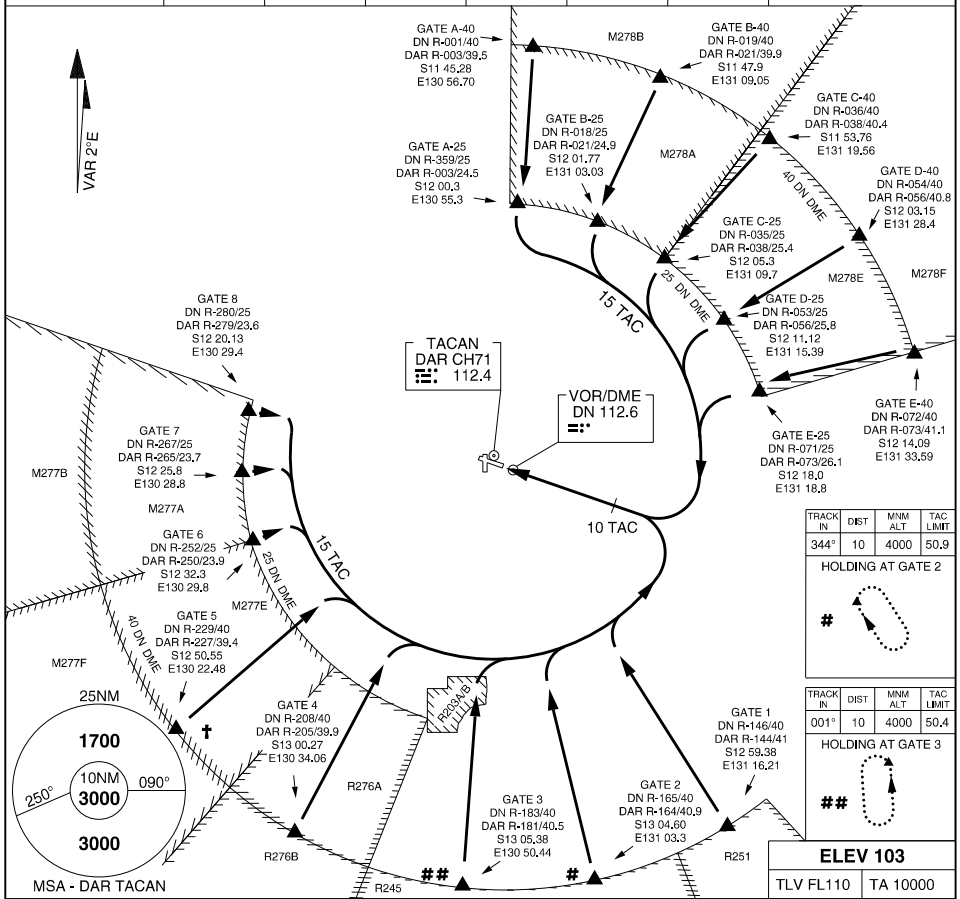 VAR 2°E
GATE A-40
DN R-001/40
DAR R-003/39.5
S11 45.28
E130 56.70
M278B
GATE B-40
DN R-019/40
DAR R-021/39.9
S11 47.9
E131 09.05
GATE C-40
DN R-036/40
DAR R-038/40.4
S11 53.76
E131 19.56
GATE D-40
DN R-054/40
DAR R-056/40.8
S12 03.15
E131 28.4
GATE B-25
DN R-018/25
DAR R-021/24.9
S12 01.77
E131 03.03
M278A
GATE A-25
DN R-359/25
DAR R-003/24.5
S12 00.3
E130 55.3
40 DN DME
GATE C-25
DN R-035/25
DAR R-038/25.4
S12 05.3
E131 09.7
M278E
M278F
25 DN DME
15 TAC
GATE D-25
DN R-053/25
DAR R-056/25.8
S12 11.12
E131 15.39
GATE 8
DN R-280/25
DAR R-279/23.6
S12 20.13
E130 29.4
TACAN
DAR CH71
112.4
VOR/DME
DN 112.6
GATE E-40
DN R-072/40
DAR R-073/41.1
S12 14.09
E131 33.59
GATE E-25
DN R-071/25
DAR R-073/26.1
S12 18.0
E131 18.8
GATE 7
DN R-267/25
DAR R-265/23.7
S12 25.8
E130 28.8
M277B
M277A
10 TAC
GATE 6
DN R-252/25
DAR R-250/23.9
S12 32.3
E130 29.8
15 TAC
25 DN DME
M277E
GATE 5
DN R-229/40
DAR R-227/39.4
S12 50.55
E130 22.48
40 DN DME
M277F
†
TRACK IN DIST MNM ALT TAC LIMIT
344° 10 4000 50.9
HOLDING AT GATE 2
#
TRACK IN DIST MNM ALT TAC LIMIT
001° 10 4000 50.4
HOLDING AT GATE 3
##
R203A/B
GATE 4
DN R-208/40
DAR R-205/39.9
S13 00.27
E130 34.06
R276A
R276B
GATE 3
DN R-183/40
DAR R-181/40.5
S13 05.38
E130 50.44
GATE 2
DN R-165/40
DAR R-164/40.9
S13 04.60
E131 03.3
GATE 1
DN R-146/40
DAR R-144/41
S12 59.38
E131 16.21
##
#
R245
R251
25NM
1700
10NM
3000
250°
090°
3000
MSA - DAR TACAN
ELEV 103
TLV FL110 TA 10000